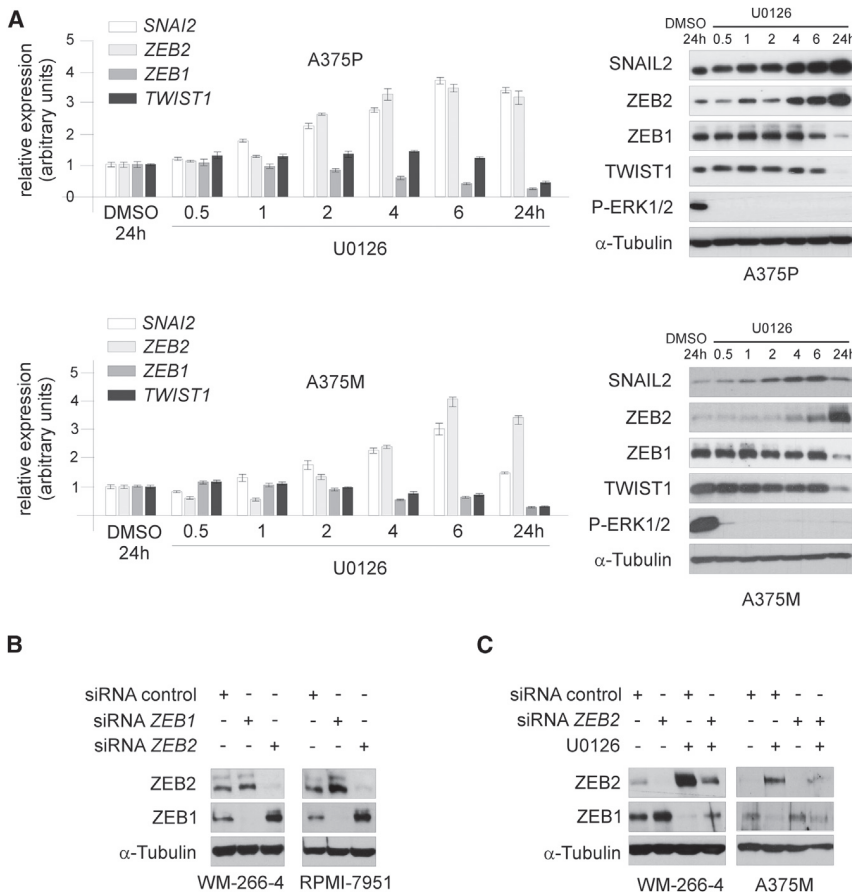 A
SNAI2
ZEB2
ZEB1
TWIST1
A375P
relative expression
(arbitrary units)
5
4
3
2
1
0
DMSO
24h
0.5 1 2 4 6 24h
U0126
U0126
DMSO
24h 0.5 1 2 4 6 24h
SNAIL2
ZEB2
ZEB1
TWIST1
P-ERK1/2
α-Tubulin
A375P
SNAI2
ZEB2
ZEB1
TWIST1
A375M
relative expression
(arbitrary units)
5
4
3
2
1
DMSO
24h
0.5 1 2 4 6 24h
U0126
U0126
DMSO
24h 0.5 1 2 4 6 24h
SNAIL2
ZEB2
ZEB1
TWIST1
P-ERK1/2
α-Tubulin
A375M
B
siRNA control + - - + - -
siRNA ZEB1 - + - - + -
siRNA ZEB2 - - + - - +
ZEB2
ZEB1
α-Tubulin
WM-266-4 RPMI-7951
C
siRNA control + - + - + + - -
siRNA ZEB2 - + - + - - + +
U0126 - - + + - + - +
ZEB2
ZEB1
α-Tubulin
WM-266-4 A375M